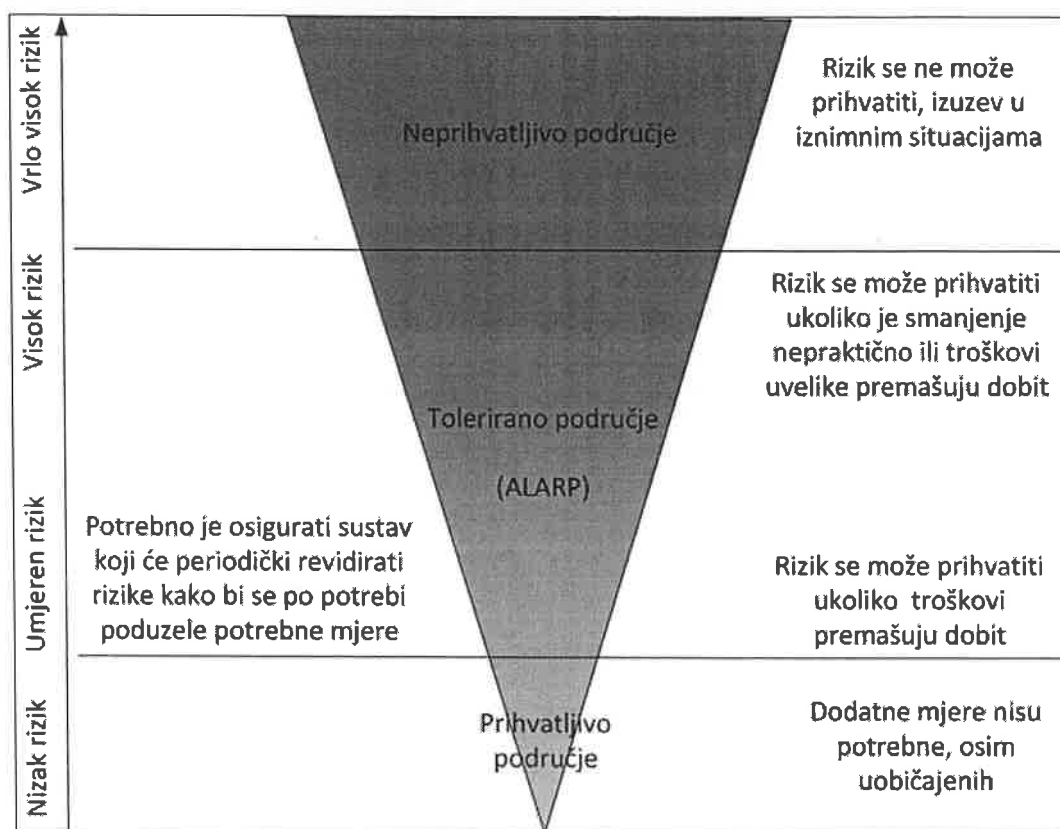 Vrlo visok rizik
Neprihvatljivo područje
Rizik se ne može
prihvatiti, izuzev u
iznimnim situacijama
Visok rizik
Rizik se može prihvatiti
ukoliko je smanjenje
nepraktično ili troškovi
uvelike premašuju dobit
Tolerirano područje
(ALARP)
Umjeren rizik
Potrebno je osigurati sustav
koji će periodički revidirati
rizike kako bi se po potrebi
poduzele potrebne mjere
Rizik se može prihvatiti
ukoliko troškovi
premašuju dobit
Nizak rizik
Prihvatljivo
područje
Dodatne mjere nisu
potrebne, osim
uobičajenih